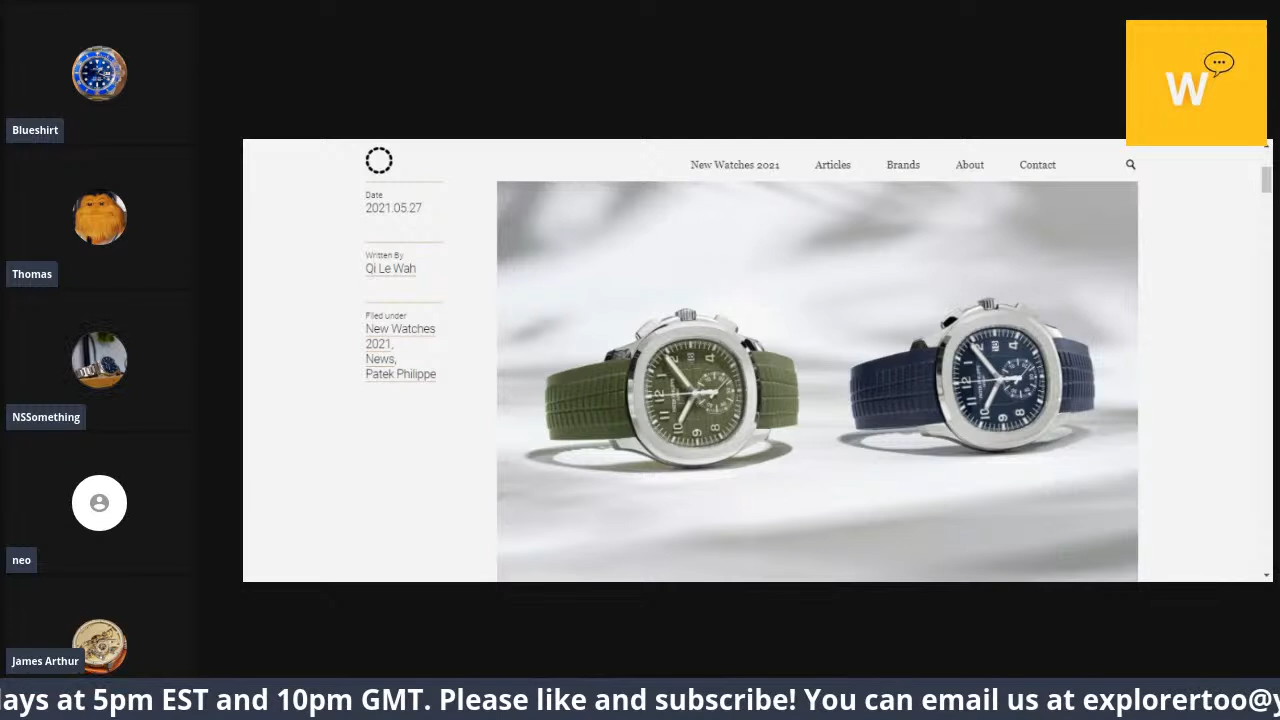 Blueshirt
Thomas
NSSomething
neo
James Arthur
W
New Watches 2021
Articles
Brands
About
Contact
Date
2021.05.27
Written By
Qi Le Wah
Filed under
New Watches
2021,
News,
Patek Philippe
days at 5pm EST and 10pm GMT. Please like and subscribe! You can email us at explorertoo@y